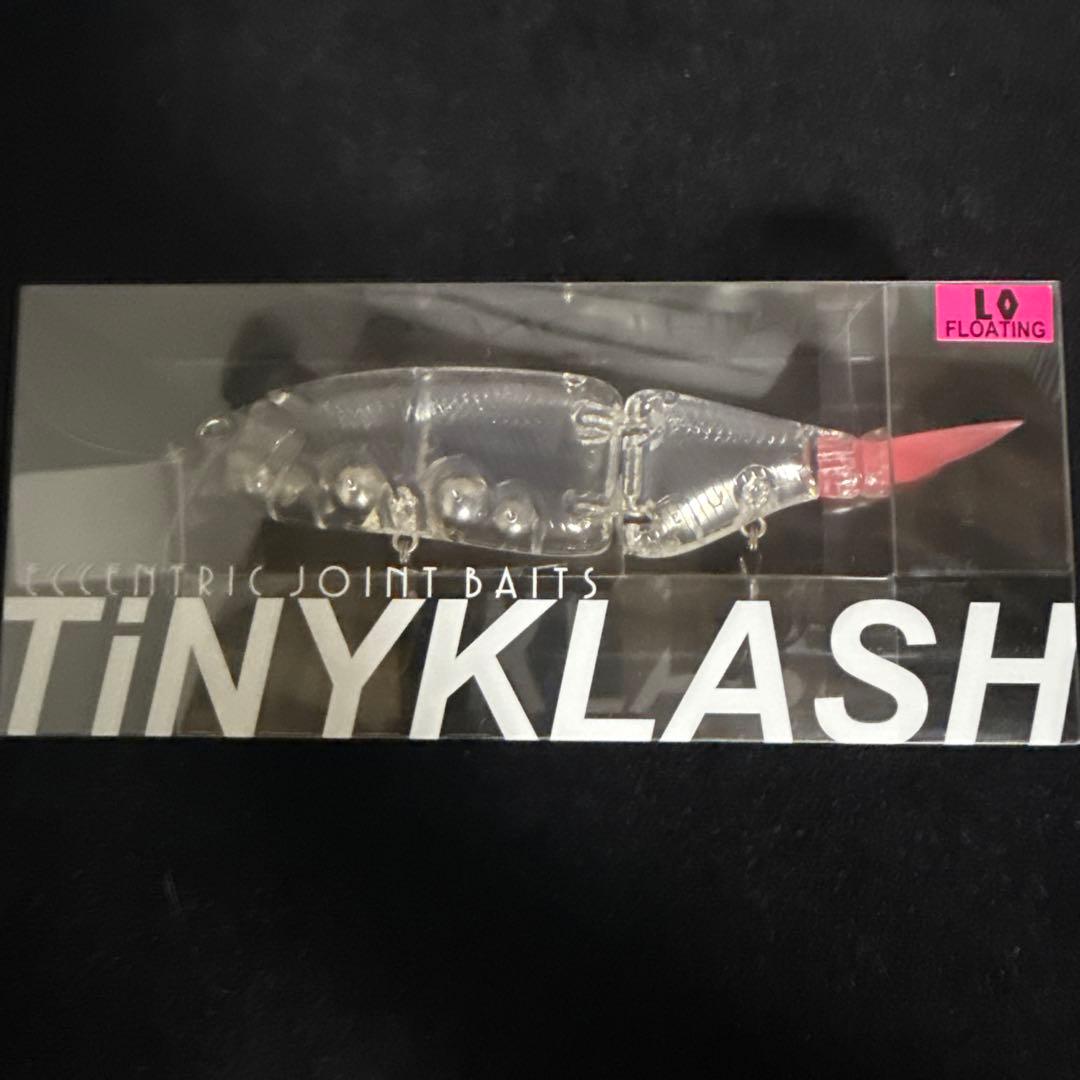 LO
FLOATING
ECCENTRIC JOINT BAITS
TiNYKLASH